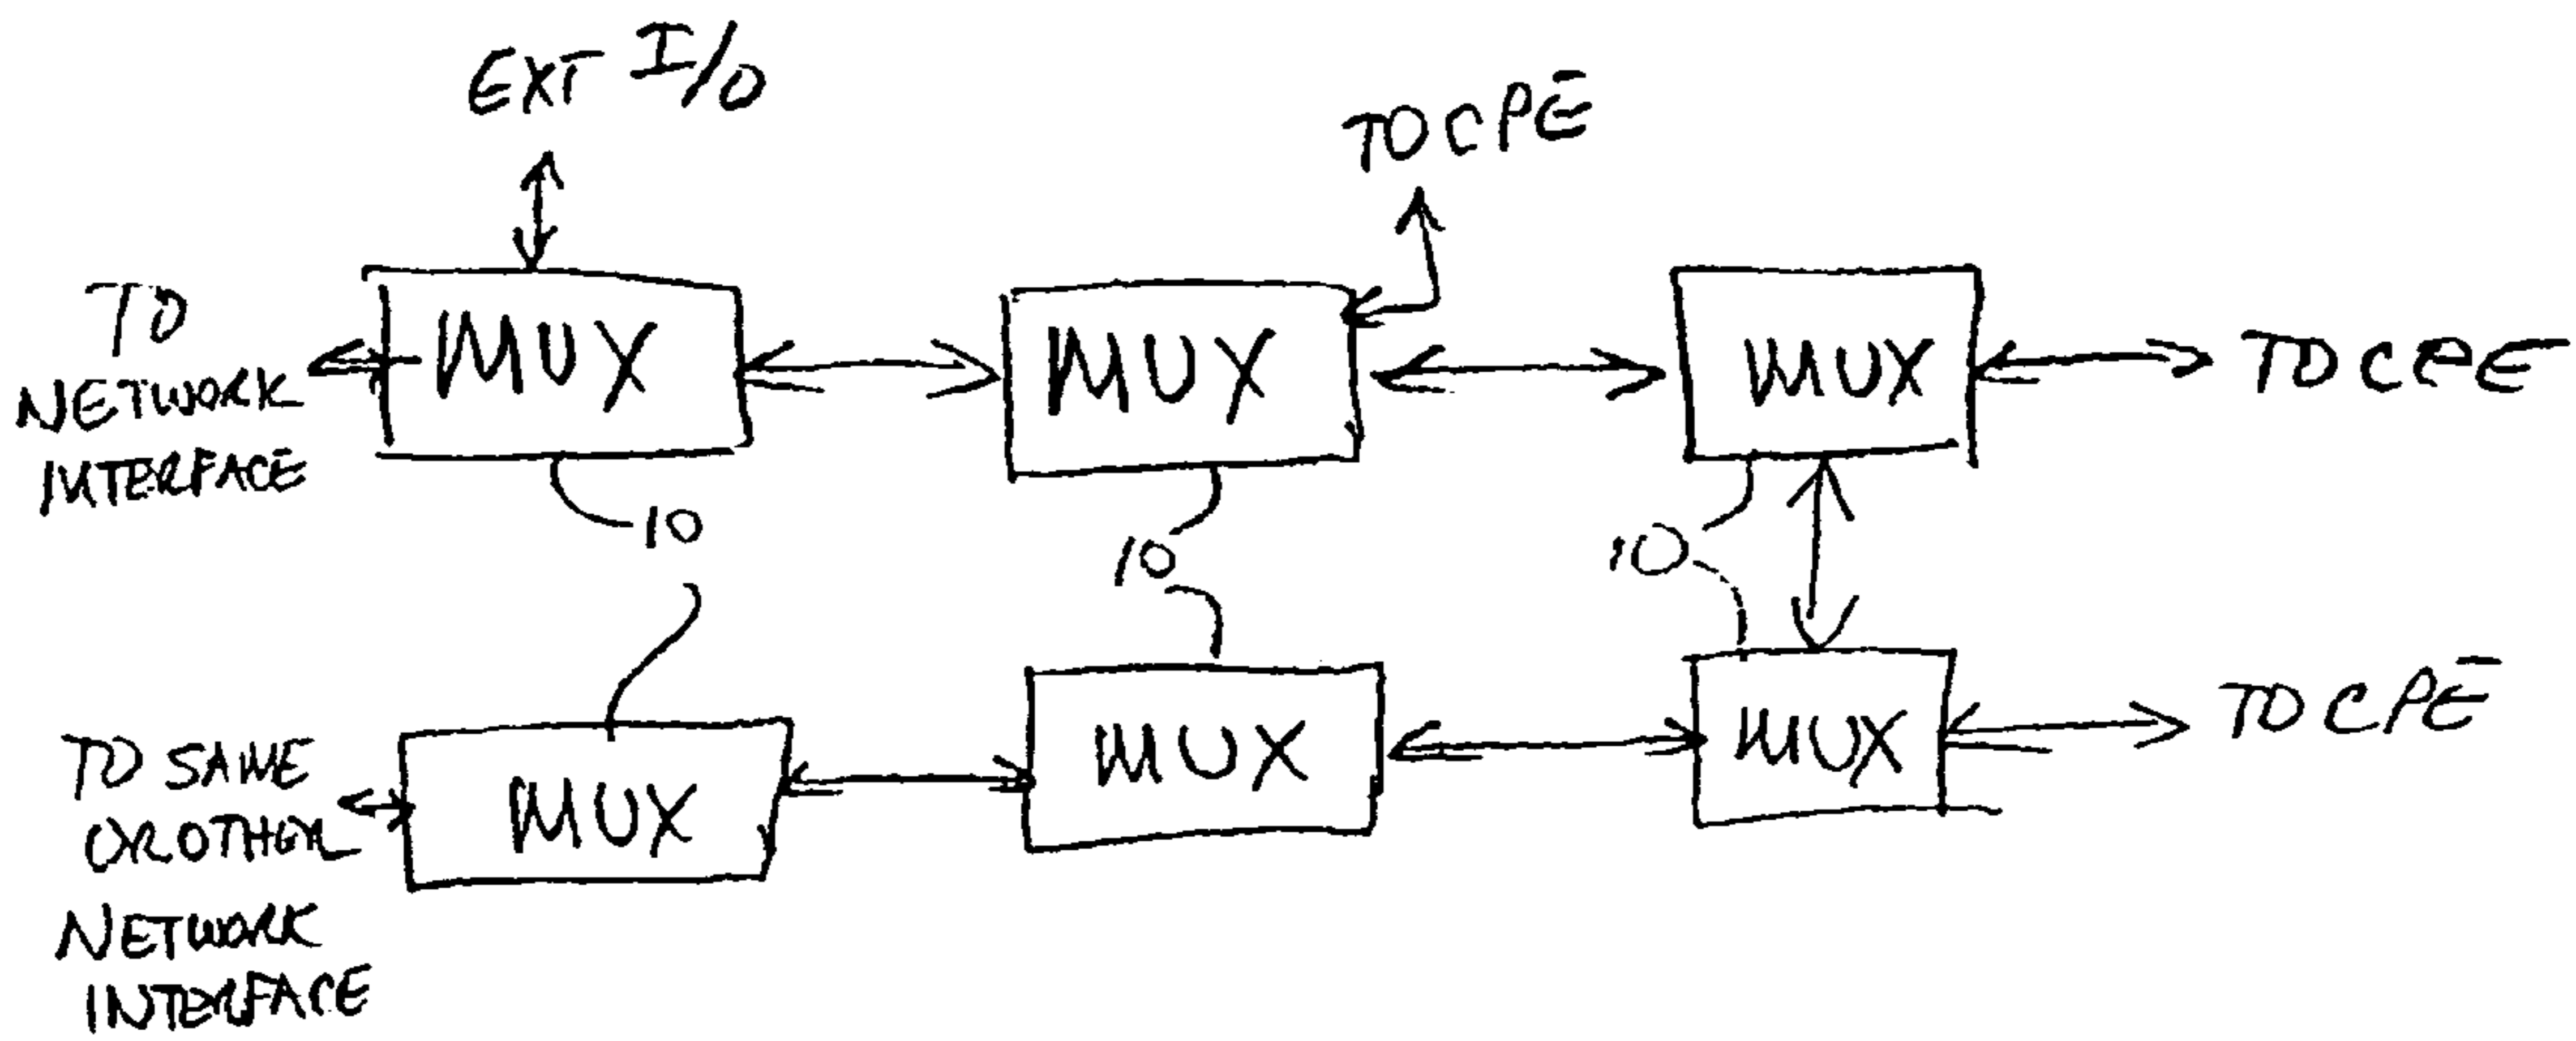 EXT I/O
TO CPE
TO
NETWORK
INTERFACE
MUX
MUX
MUX
TO CPE
10
10
10
TO SAME
OR OTHER
NETWORK
INTERFACE
MUX
MUX
MUX
TO CPE